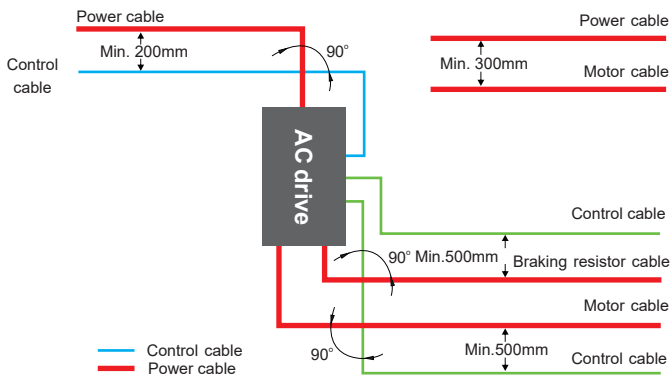 Power cable
Min. 200mm
Control
cable
90°
Power cable
Min. 300mm
Motor cable
AC drive
Control cable
90° Min.500mm
Braking resistor cable
Motor cable
90°
Min.500mm
Control cable
Control cable
Power cable